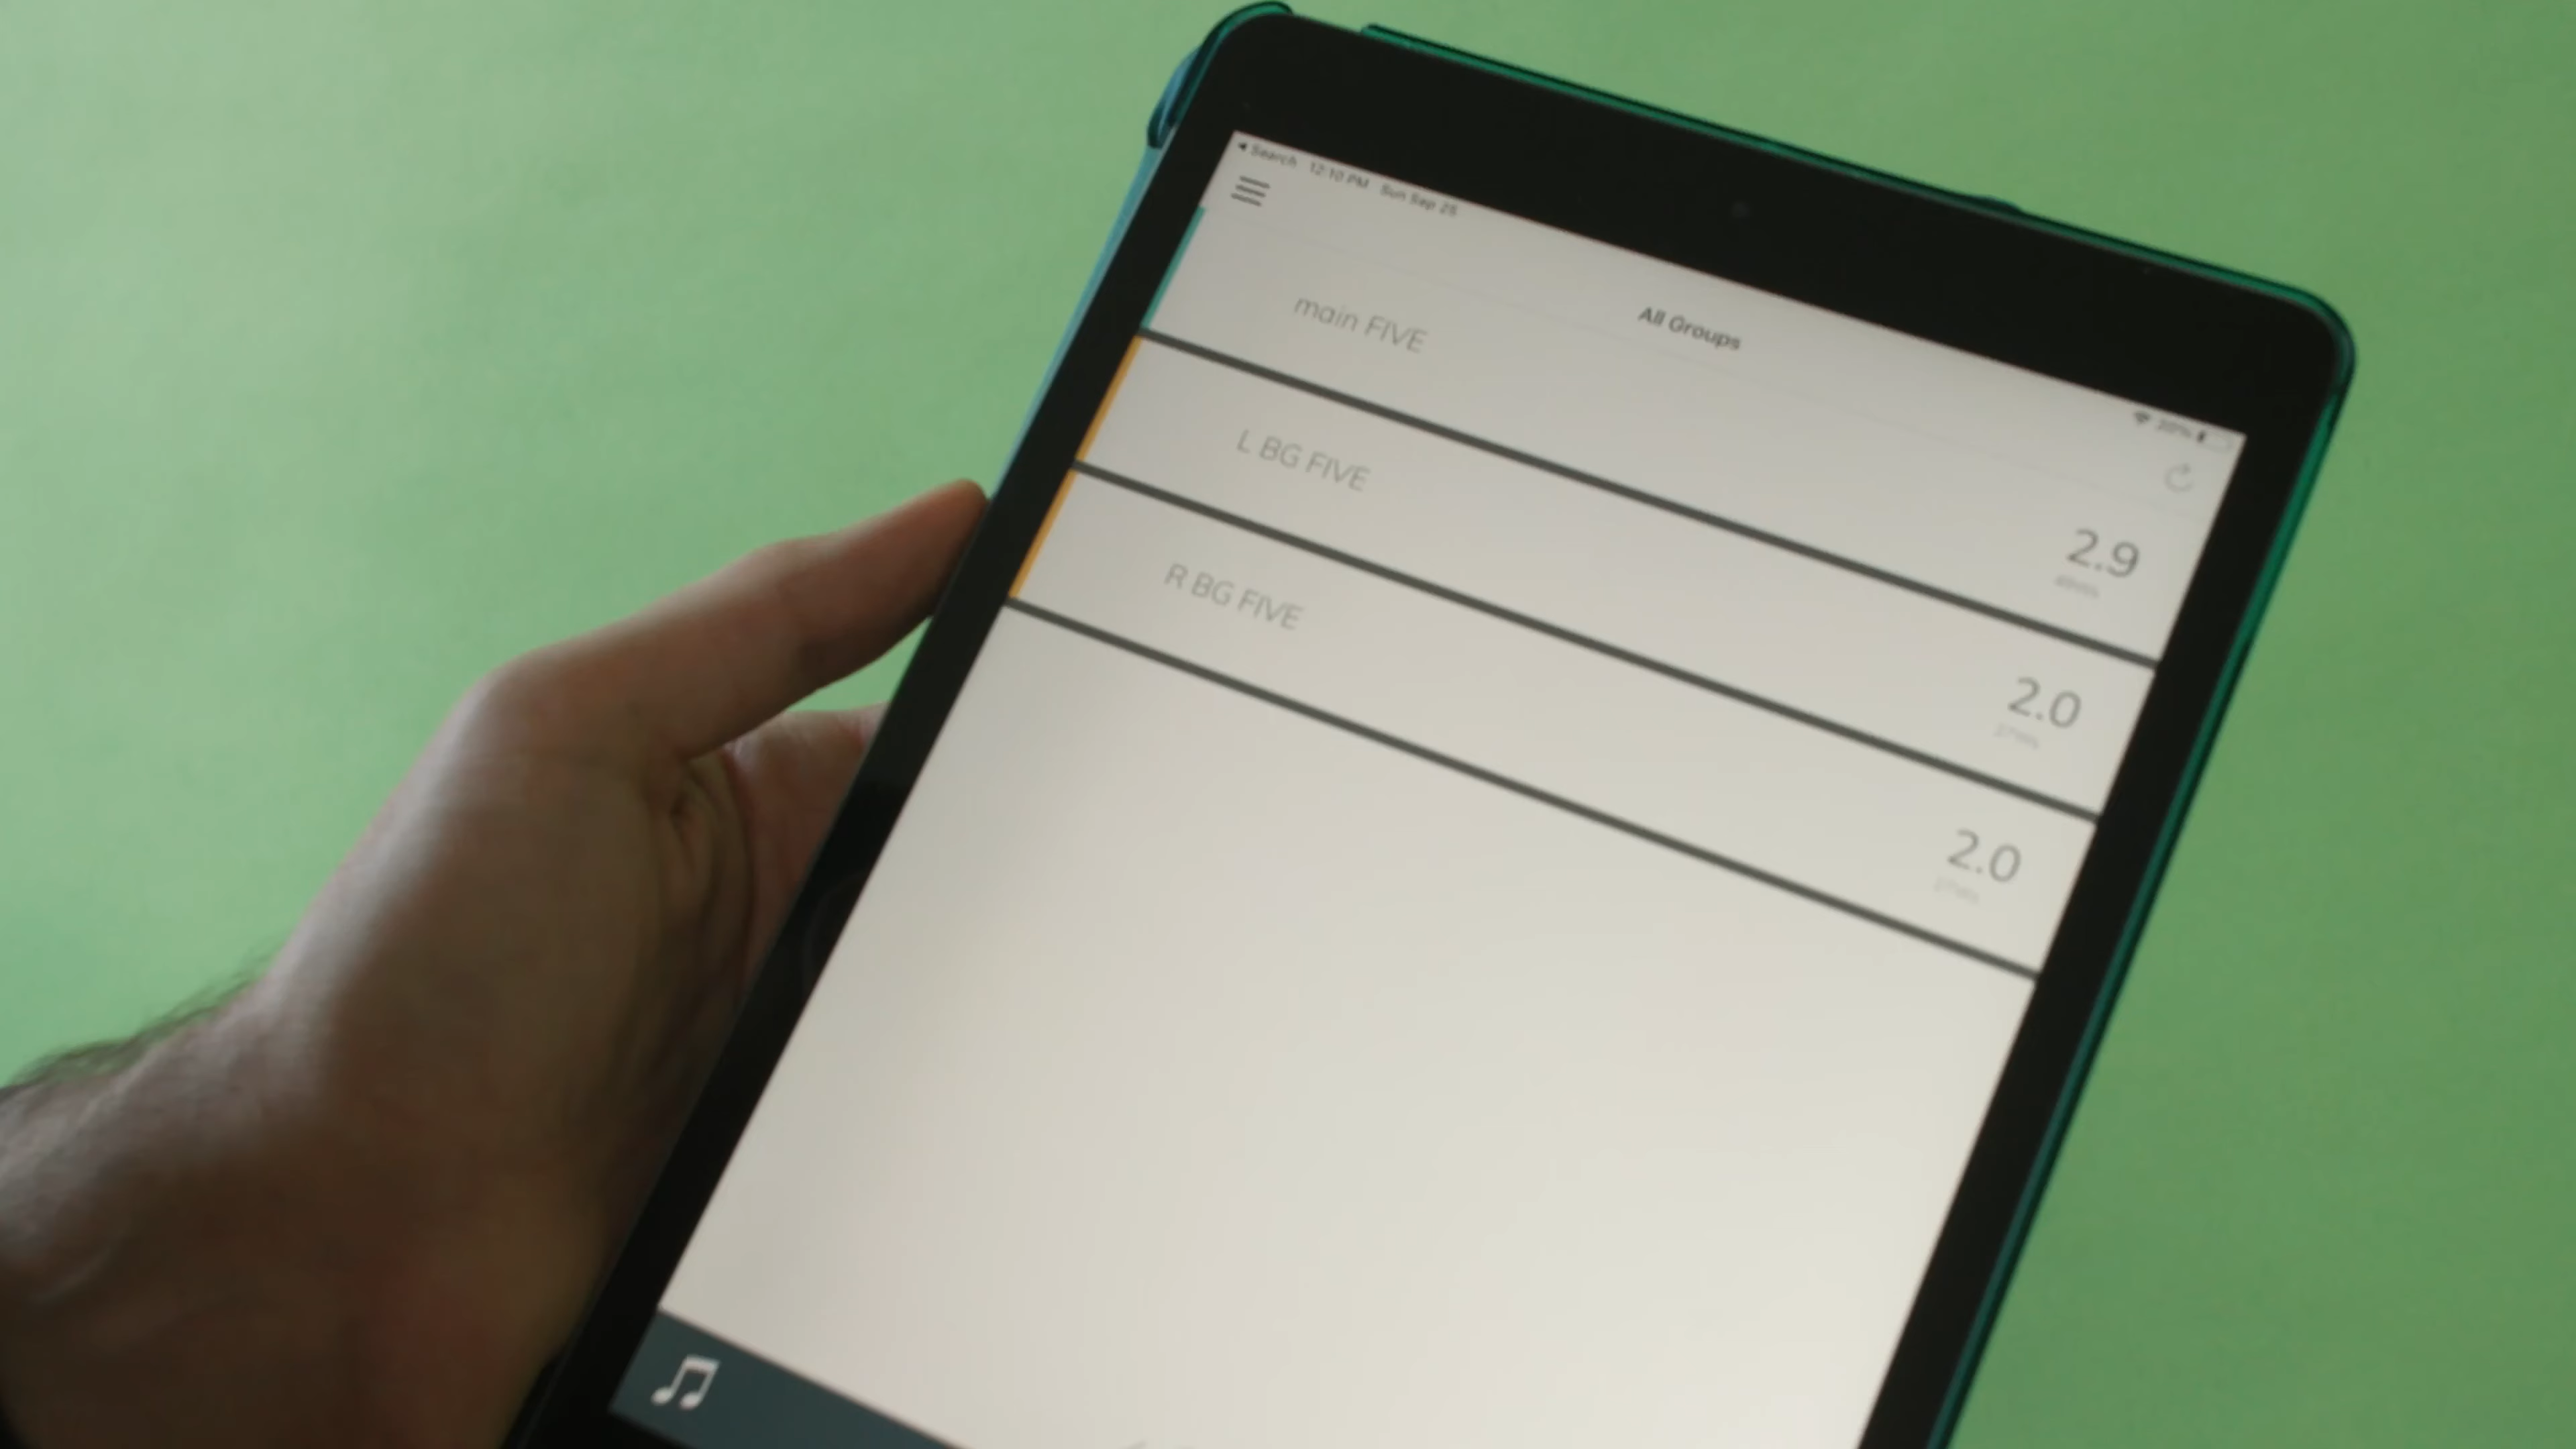 Search 12:10 PM Sun Sep 25
All Groups
main FIVE
2.9
L BG FIVE
2.0
R BG FIVE
2.0